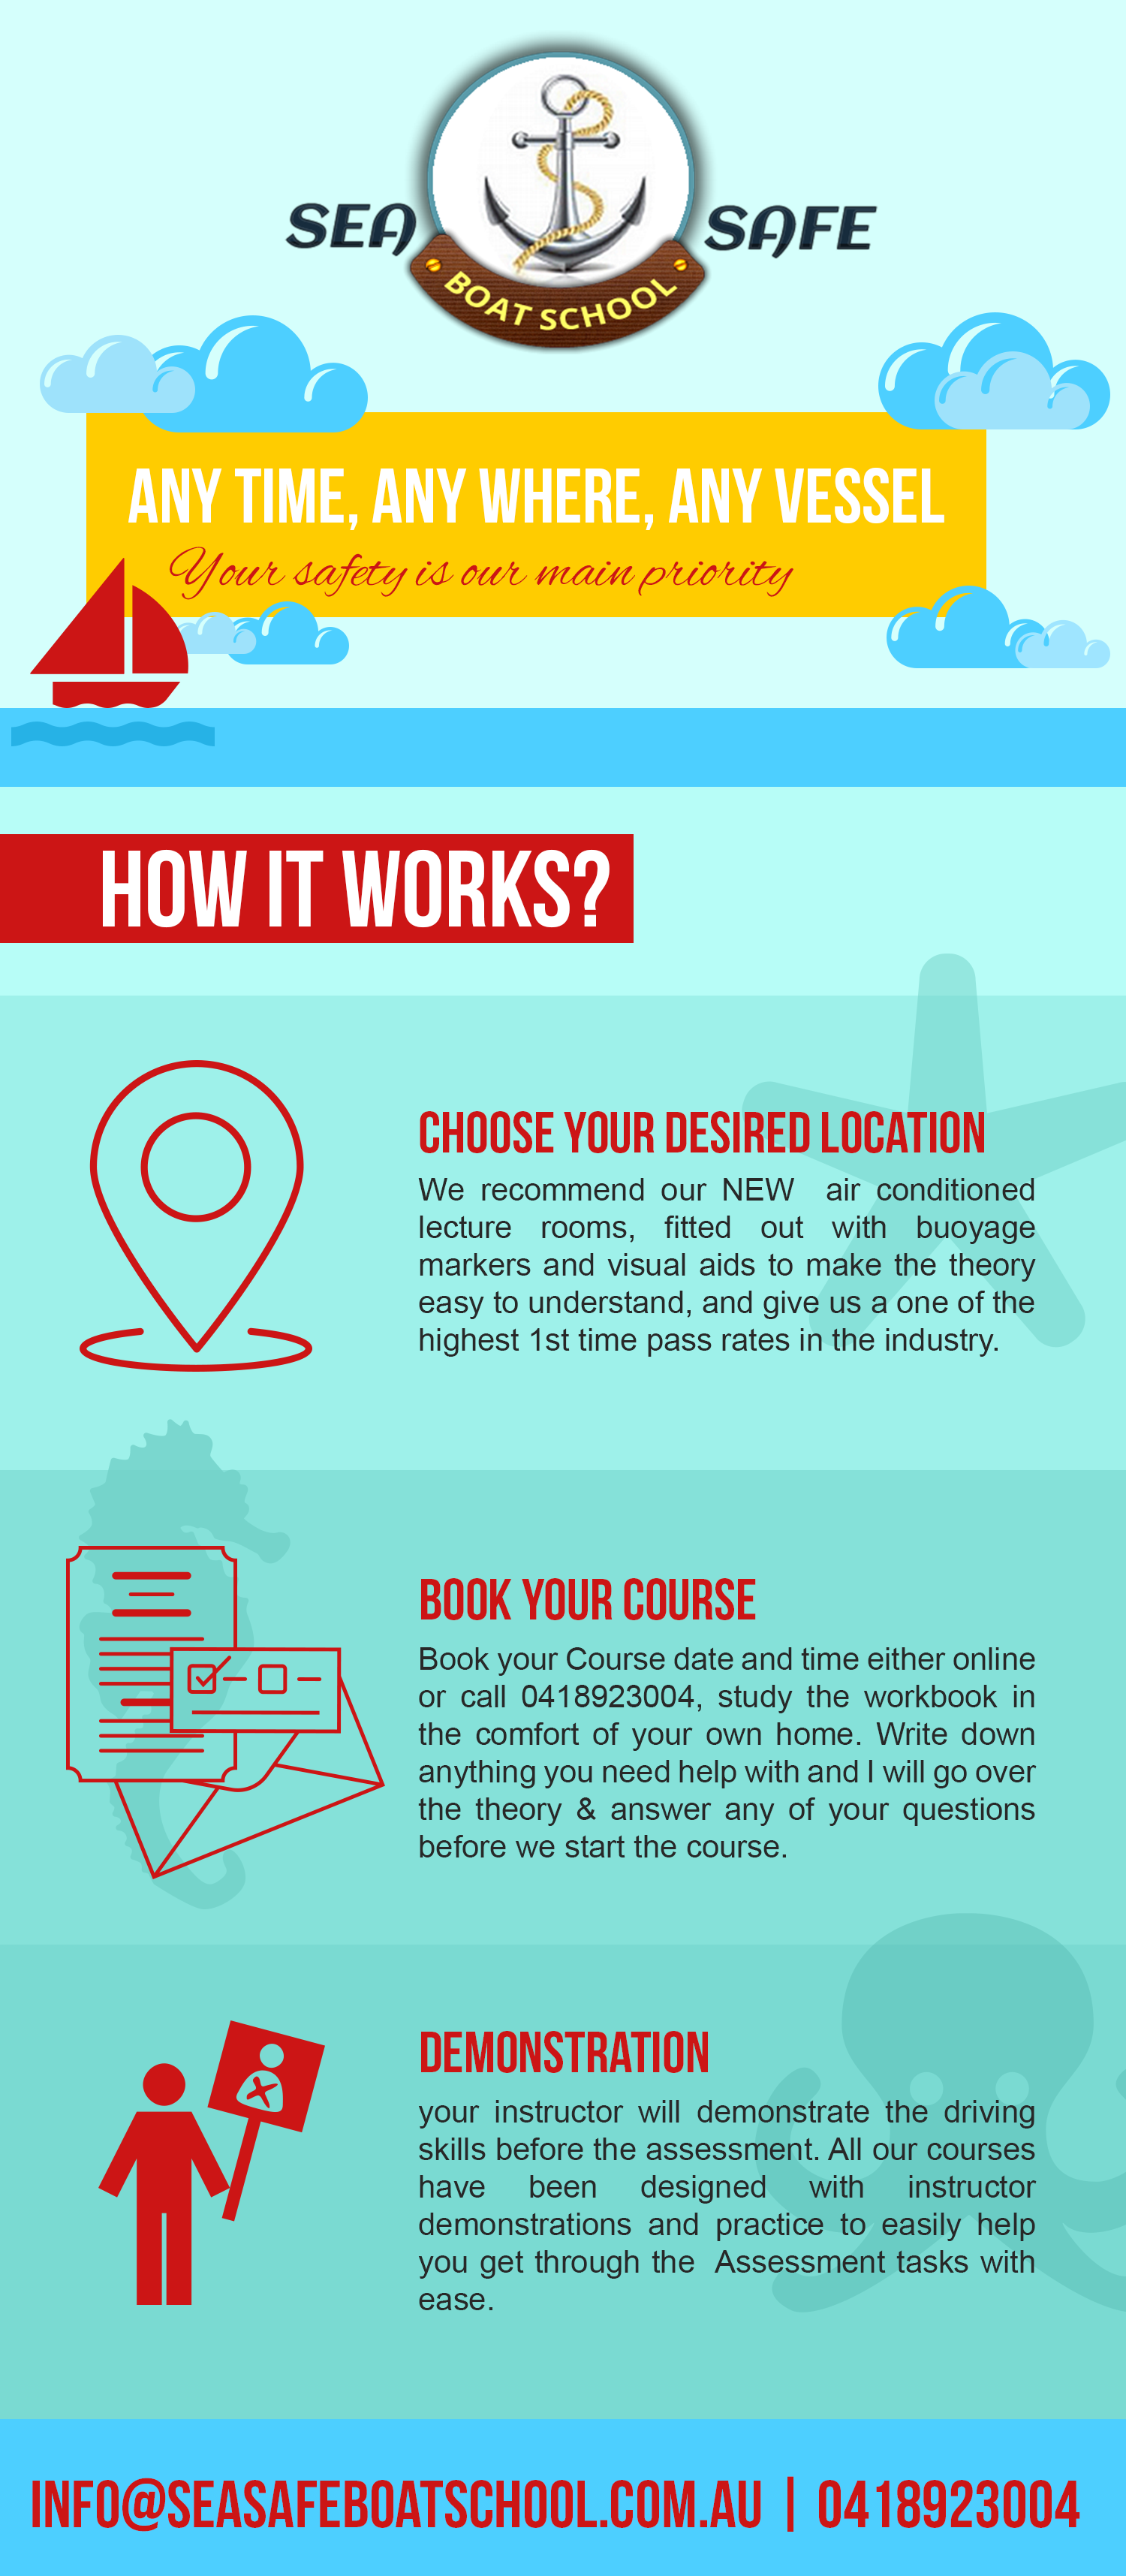 SEA SAFE
BOAT SCHOOL
ANY TIME, ANY WHERE, ANY VESSEL
Your safety is our main priority
HOW IT WORKS?
CHOOSE YOUR DESIRED LOCATION
We recommend our NEW air conditioned
lecture rooms, fitted out with buoyage
markers and visual aids to make the theory
easy to understand, and give us a one of the
highest 1st time pass rates in the industry.
BOOK YOUR COURSE
Book your Course date and time either online
or call 0418923004, study the workbook in
the comfort of your own home. Write down
anything you need help with and I will go over
the theory & answer any of your questions
before we start the course.
DEMONSTRATION
your instructor will demonstrate the driving
skills before the assessment. All our courses
have been designed with instructor
demonstrations and practice to easily help
you get through the Assessment tasks with
ease.
INFO@SEASAFEBOATSCHOOL.COM.AU | 0418923004